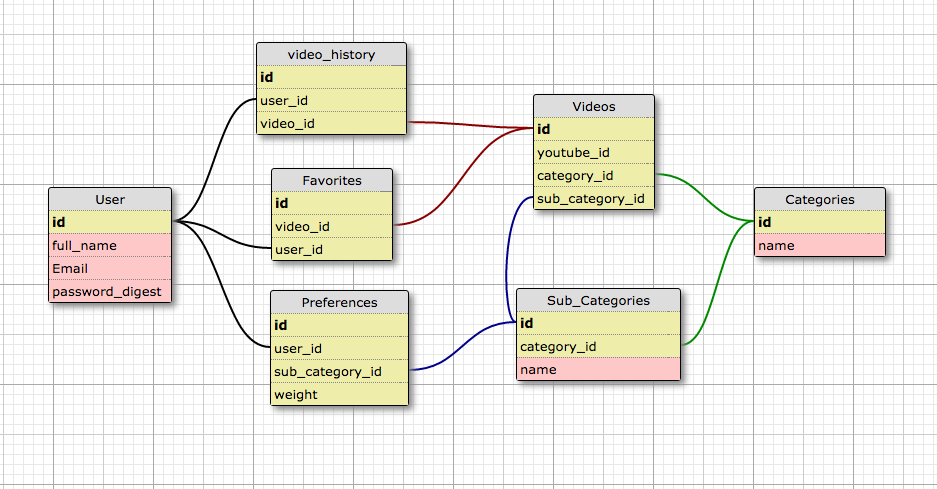 video_history
id
user_id
video_id
Favorites
id
video_id
user_id
User
id
full_name
Email
password_digest
Preferences
id
user_id
sub_category_id
weight
Videos
id
youtube_id
category_id
sub_category_id
Sub_Categories
id
category_id
name
Categories
id
name